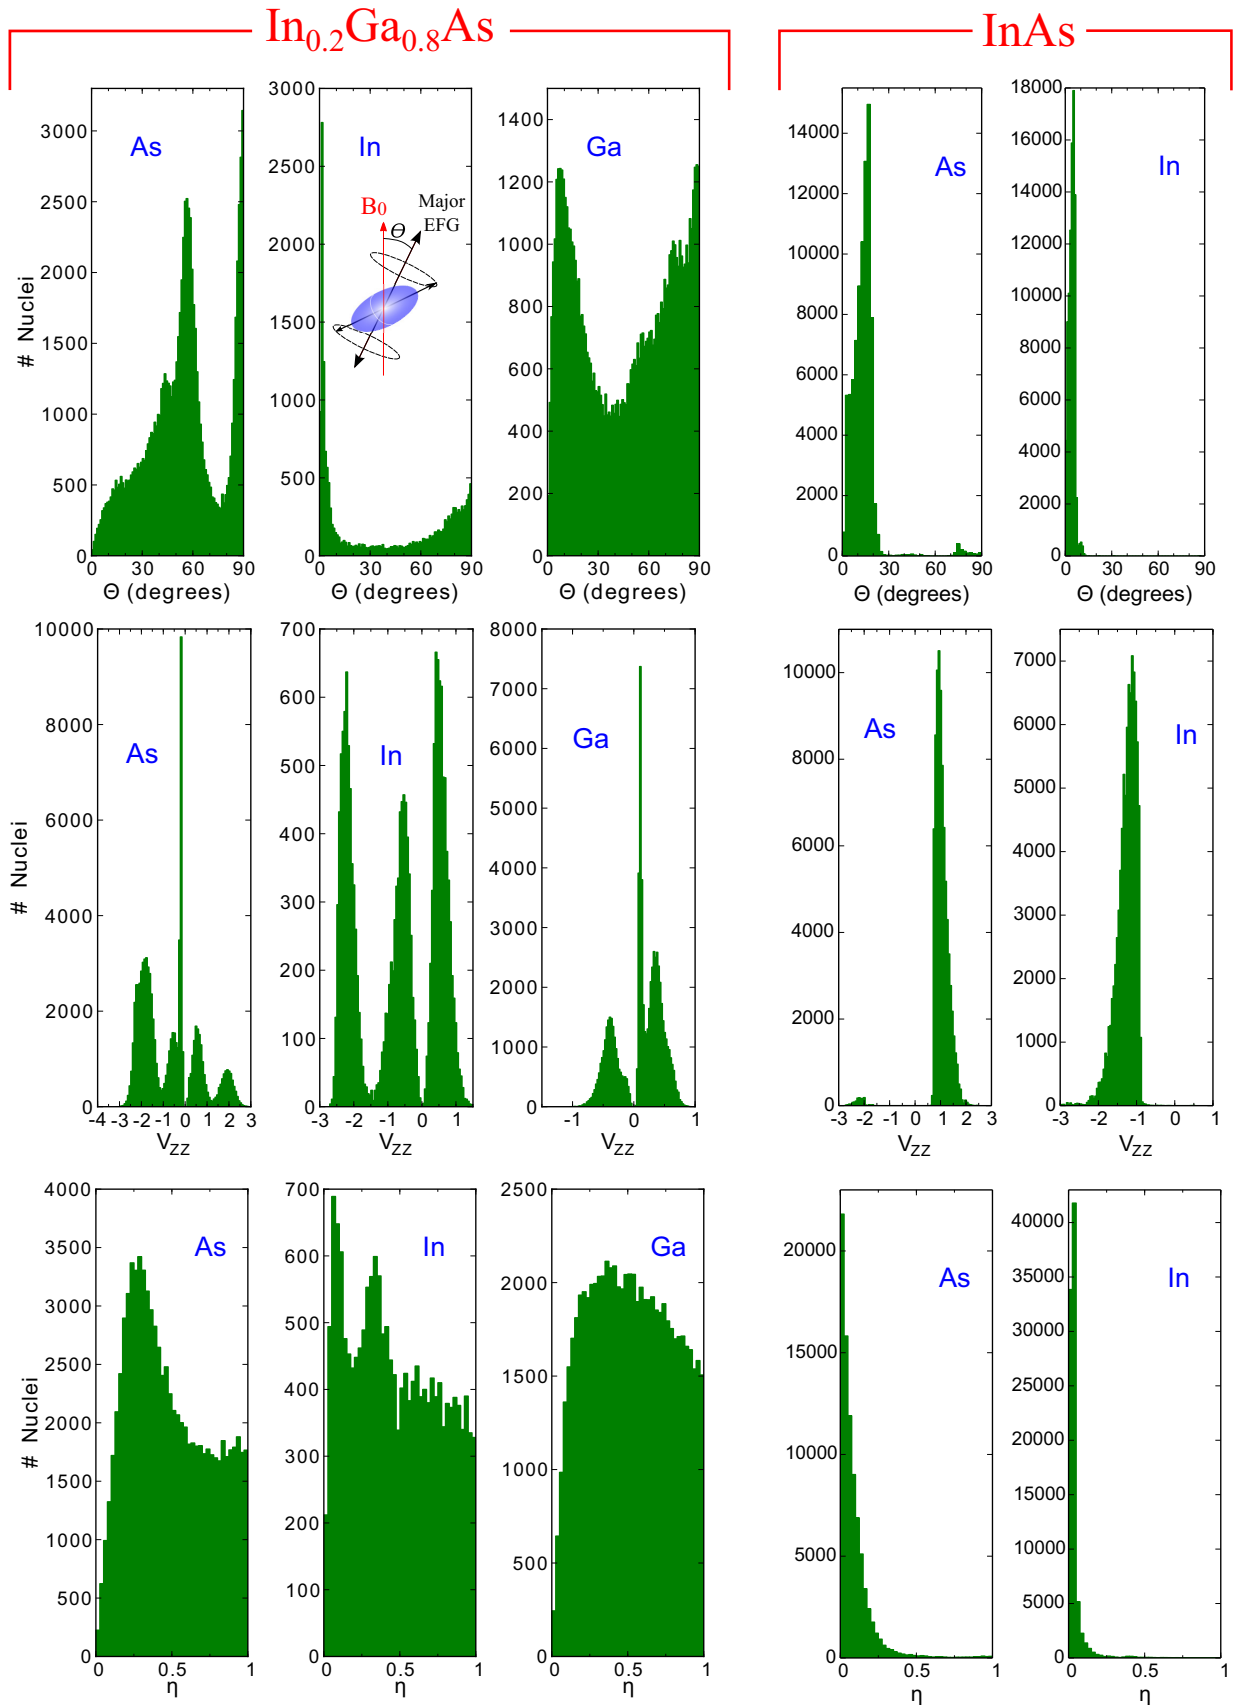 In0.2Ga0.8As
InAs
# Nuclei
3000
2500
2000
1500
1000
500
0
As
0 30 60 90
Θ (degrees)
3000
2500
2000
1500
1000
500
0
In
B0
Θ
Major
EFG
0 30 60 90
Θ (degrees)
1400
1200
1000
800
600
400
200
0
Ga
0 30 60 90
Θ (degrees)
14000
12000
10000
8000
6000
4000
2000
0
As
0 30 60 90
Θ (degrees)
18000
16000
14000
12000
10000
8000
6000
4000
2000
0
In
0 30 60 90
Θ (degrees)
# Nuclei
10000
8000
6000
4000
2000
0
As
-4 -3 -2 -1 0 1 2 3
VZZ
700
600
500
400
300
200
100
0
In
-3 -2 -1 0 1
VZZ
8000
7000
6000
5000
4000
3000
2000
1000
0
Ga
-1 0 1
VZZ
10000
8000
6000
4000
2000
0
As
-3 -2 -1 0 1 2 3
VZZ
7000
6000
5000
4000
3000
2000
1000
0
In
-3 -2 -1 0 1
VZZ
# Nuclei
4000
3500
3000
2500
2000
1500
1000
500
0
As
0 0.5 1
η
700
600
500
400
300
200
100
0
In
0 0.5 1
η
2500
2000
1500
1000
500
0
Ga
0 0.5 1
η
20000
15000
10000
5000
0
As
0 0.5 1
η
40000
35000
30000
25000
20000
15000
10000
5000
0
In
0 0.5 1
η